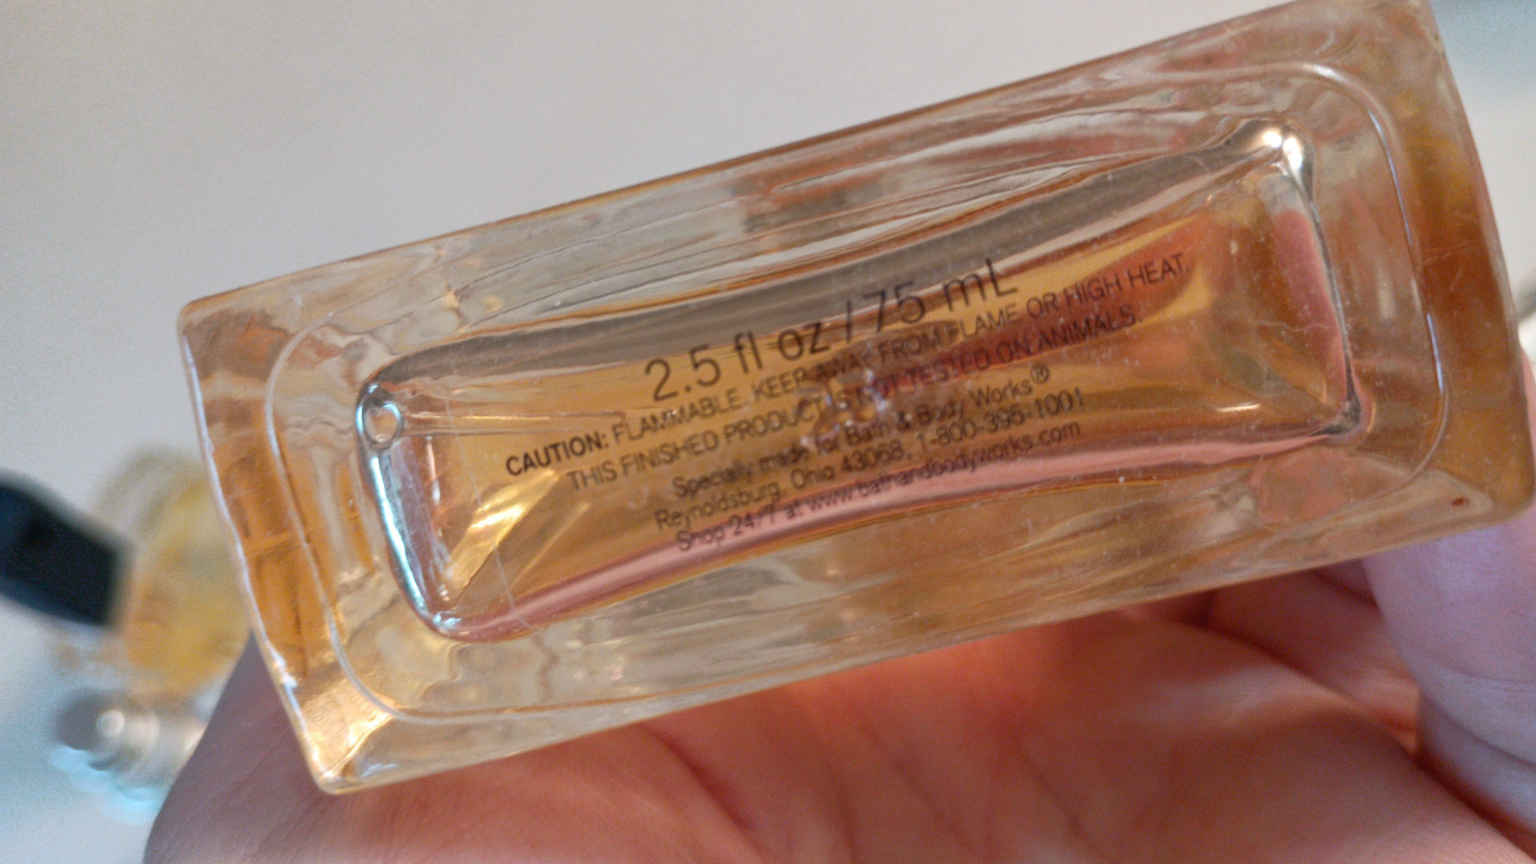 2.5 fl oz / 75 mL
CAUTION: FLAMMABLE. KEEP AWAY FROM FLAME OR HIGH HEAT.
THIS FINISHED PRODUCT IS NOT TESTED ON ANIMALS.
Specially made for Bath & Body Works®
Reynoldsburg, Ohio 43068, 1-800-395-1001
Shop 24/7 at www.bathandbodyworks.com